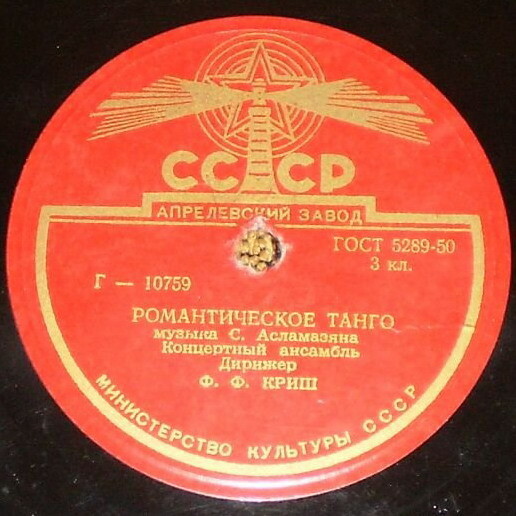 СССР
АПРЕЛЕВСКИЙ ЗАВОД
ГОСТ 5289-50
3 кл.
Г — 10759
РОМАНТИЧЕСКОЕ ТАНГО
музыка С. Асламазяна
Концертный ансамбль
Дирижер
Ф. Ф. КРИШ
МИНИСТЕРСТВО КУЛЬТУРЫ СССР